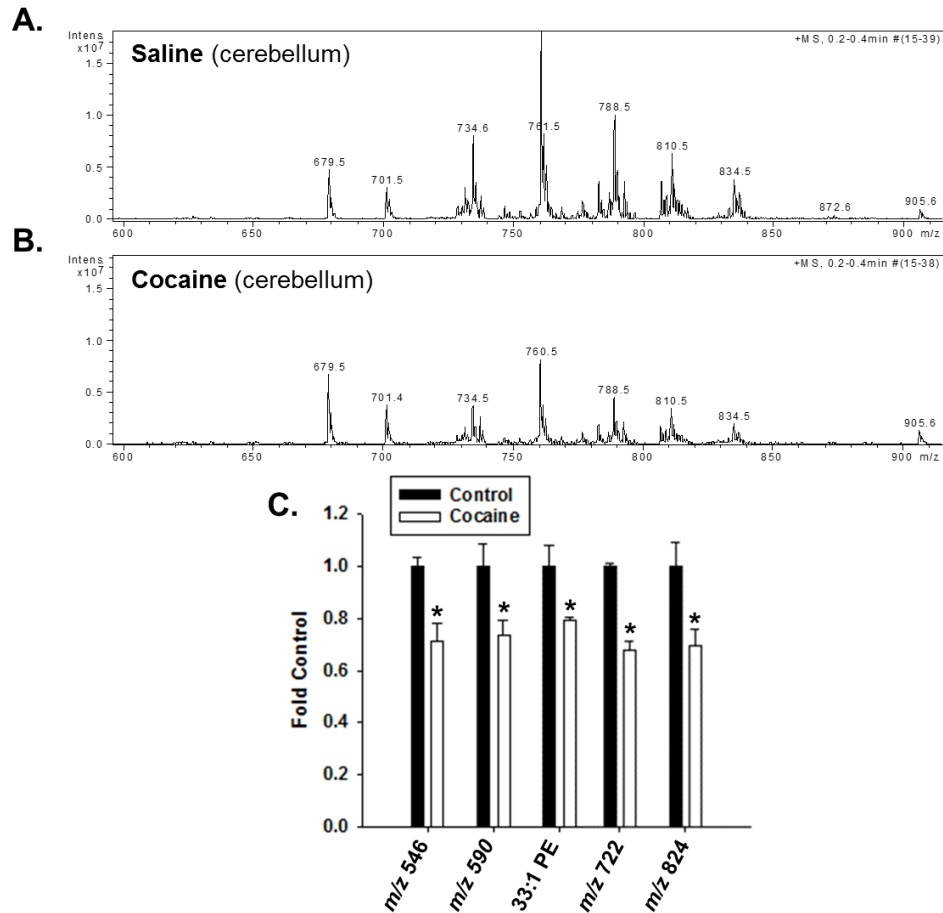 A.
Intens
x10⁷
Saline (cerebellum)
+MS, 0.2-0.4min #(15-39)
1.5
1.0
0.5
0.0
679.5
701.5
734.6
761.5
788.5
810.5
834.5
872.6
905.6
600
650
700
750
800
850
900
m/z
B.
Intens
x10⁷
Cocaine (cerebellum)
+MS, 0.2-0.4min #(15-38)
1.5
1.0
0.5
0.0
679.5
701.4
734.5
760.5
788.5
810.5
834.5
905.6
600
650
700
750
800
850
900
m/z
C.
Control
Cocaine
Fold Control
1.2
1.0
0.8
0.6
0.4
0.2
0.0
*
*
*
*
*
m/z 546
m/z 590
33:1 PE
m/z 722
m/z 824